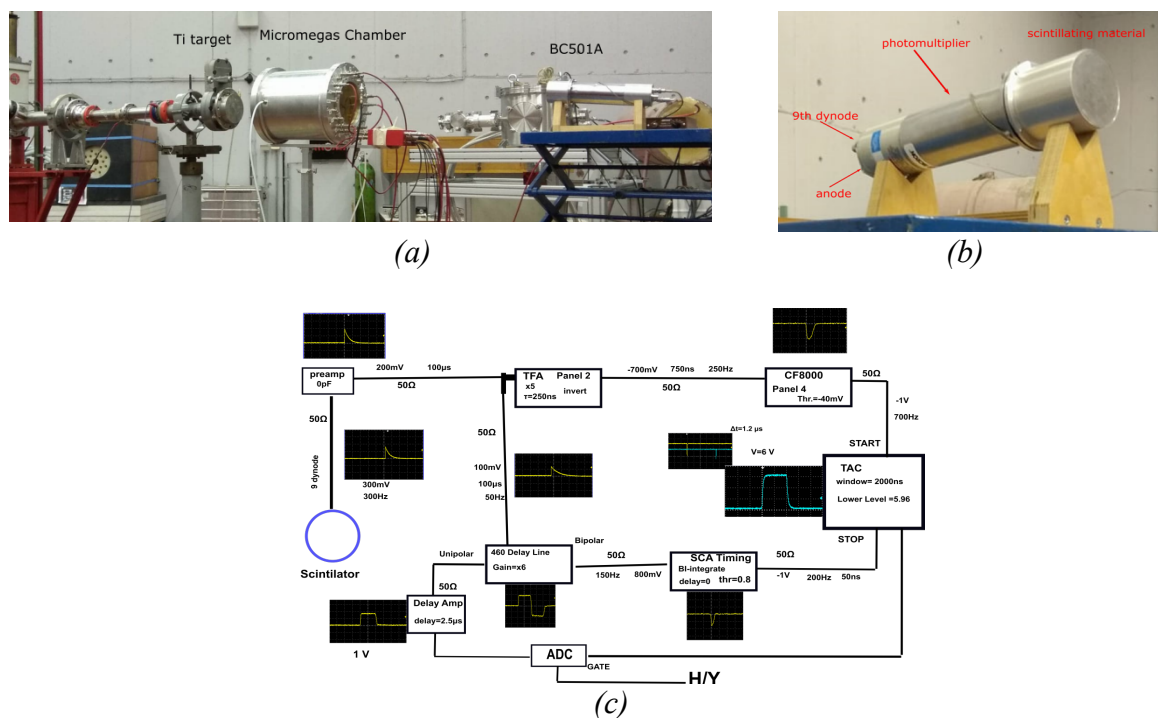 Ti target
Micromegas Chamber
BC501A
(a)
scintillating material
photomultiplier
9th dynode
anode
(b)
preamp
0pF
200mV 100μs
50Ω
TFA Panel 2
x5
invert
τ=250ns
-700mV 750ns 250Hz
50Ω
CF8000
Panel 4
Thr.=-40mV
50Ω
-1V
700Hz
START
50Ω
9 dynode
300mV
300Hz
Scintilator
50Ω
100mV
100μs
50Hz
Δt=1.2 μs
V=6 V
TAC
window= 2000ns
Lower Level =5.96
STOP
Unipolar
Bipolar
460 Delay Line
Gain=x6
50Ω
150Hz 800mV
SCA Timing
BI-integrate
delay=0 thr=0.8
50Ω
-1V 200Hz 50ns
50Ω
Delay Amp
delay=2.5μs
1 V
ADC
GATE
H/Y
(c)